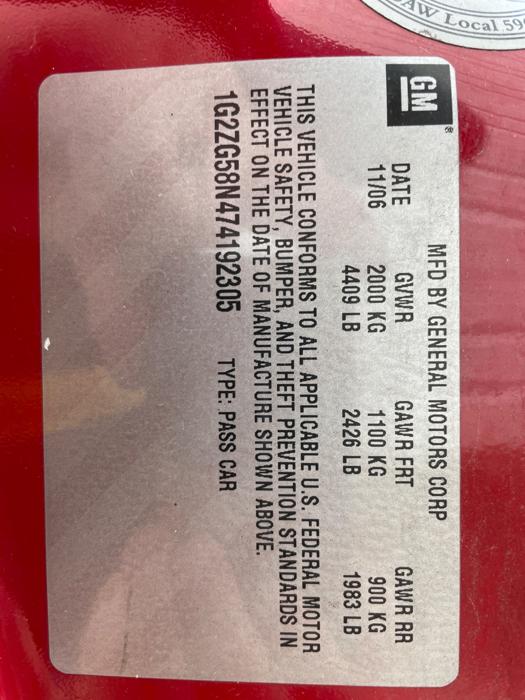 AW Local 59
GM
MFD BY GENERAL MOTORS CORP
DATE GVWR GAWR FRT GAWR RR
11/06 2000 KG 1100 KG 900 KG
4409 LB 2426 LB 1983 LB
THIS VEHICLE CONFORMS TO ALL APPLICABLE U.S. FEDERAL MOTOR
VEHICLE SAFETY, BUMPER, AND THEFT PREVENTION STANDARDS IN
EFFECT ON THE DATE OF MANUFACTURE SHOWN ABOVE.
1G2ZG58N474192305 TYPE: PASS CAR